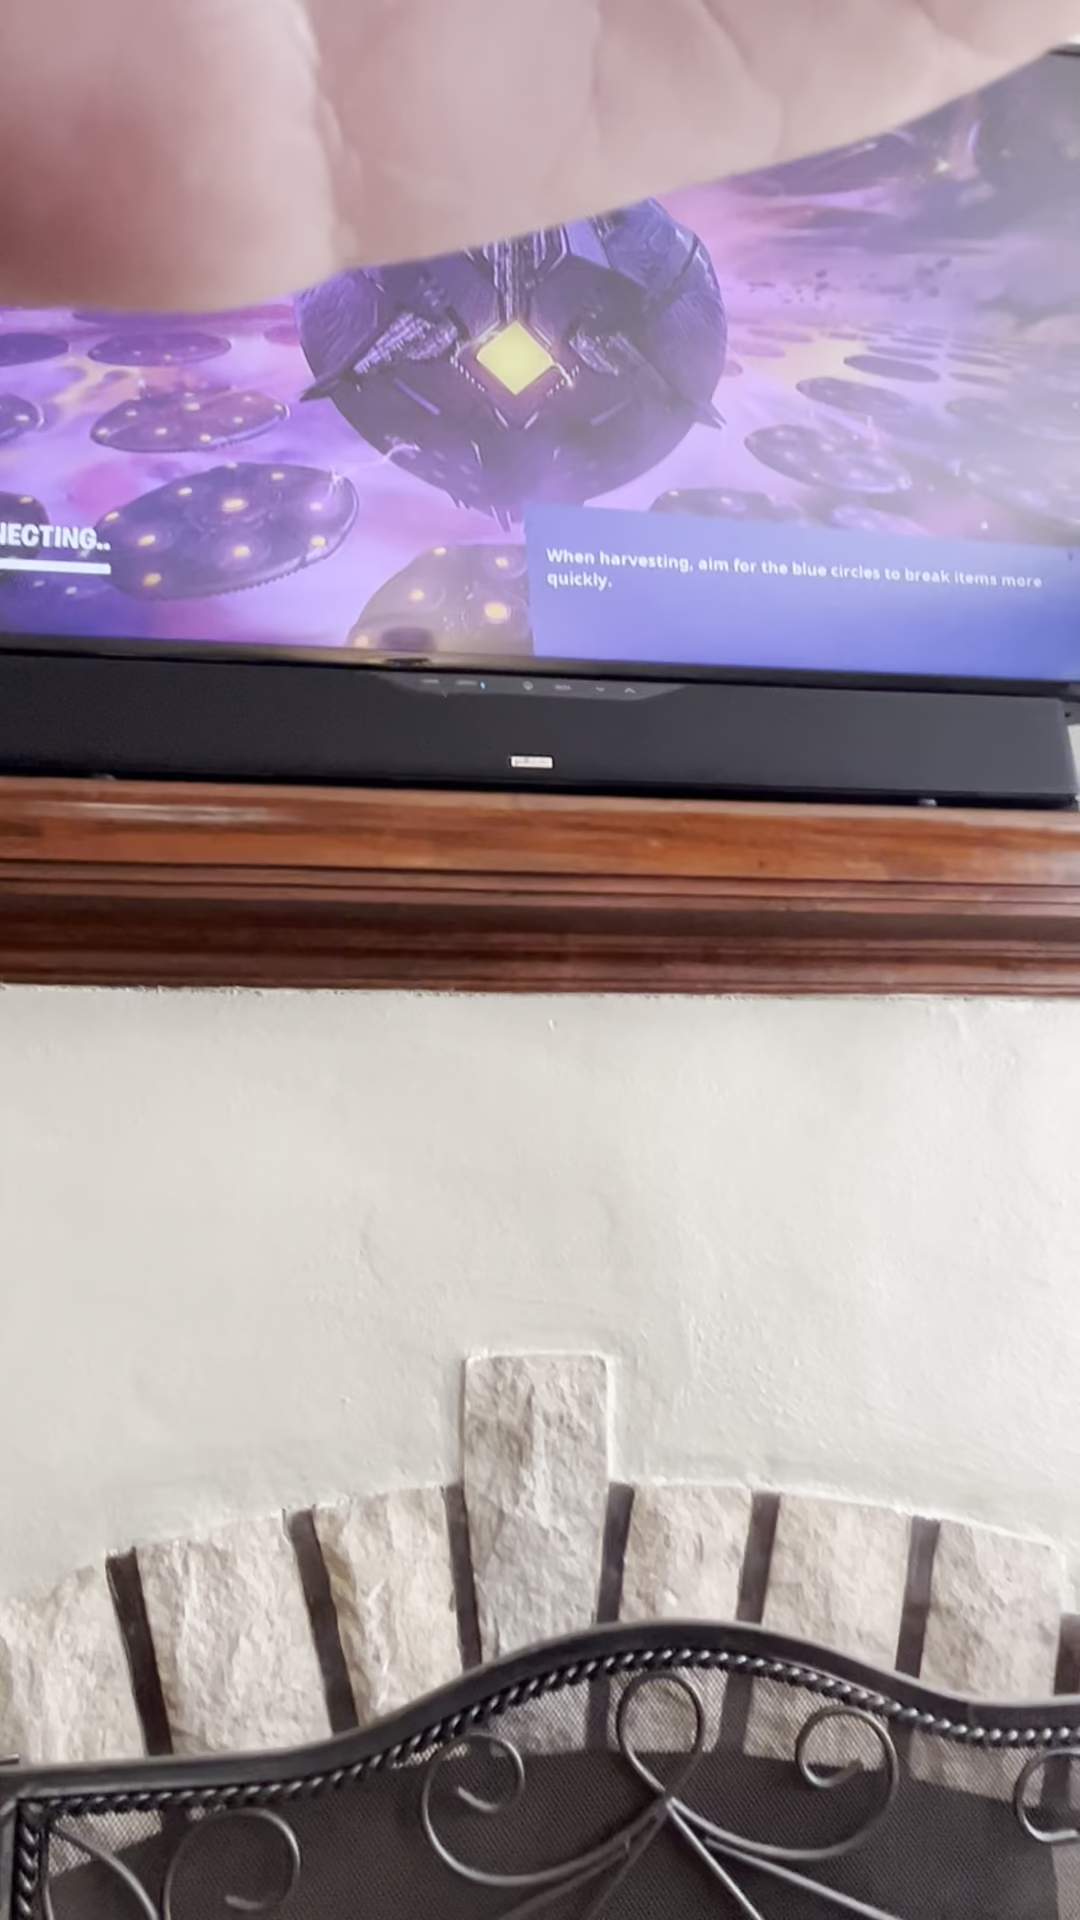 NECTING..
When harvesting, aim for the blue circles to break items more
quickly.